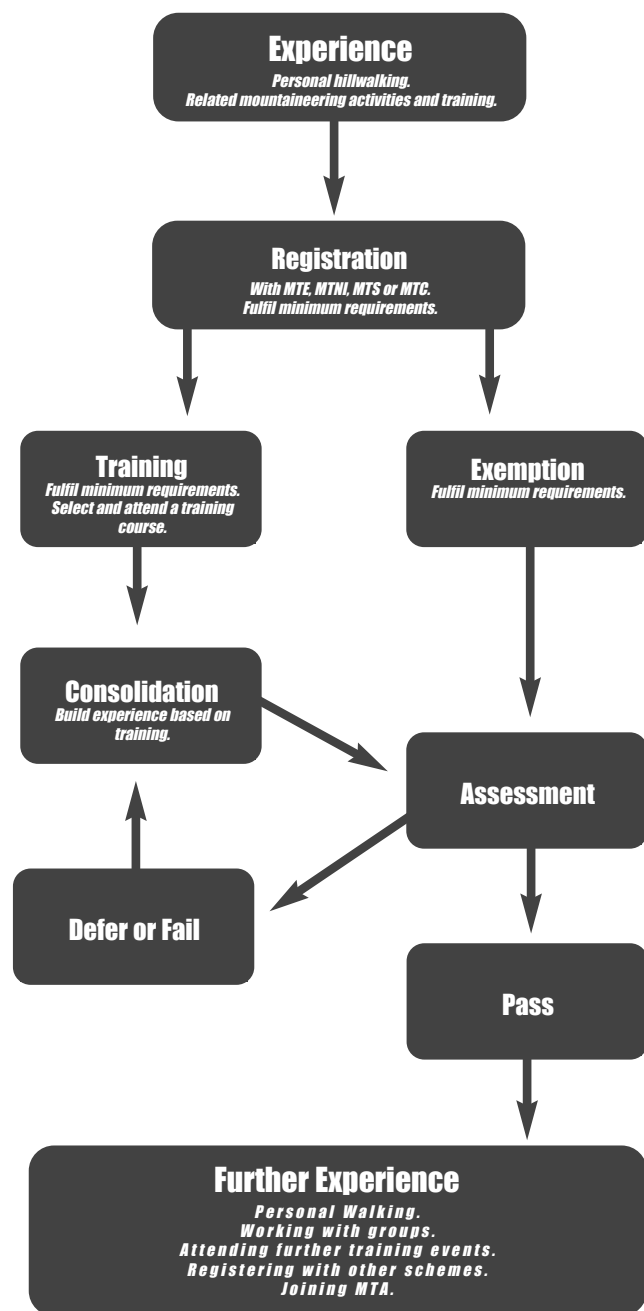 Experience
Personal hillwalking.
Related mountaineering activities and training.
Registration
With MTE, MTNI, MTS or MTC.
Fulfil minimum requirements.
Training
Fulfil minimum requirements.
Select and attend a training
course.
Exemption
Fulfil minimum requirements.
Consolidation
Build experience based on
training.
Assessment
Defer or Fail
Pass
Further Experience
Personal Walking.
Working with groups.
Attending further training events.
Registering with other schemes.
Joining MTA.